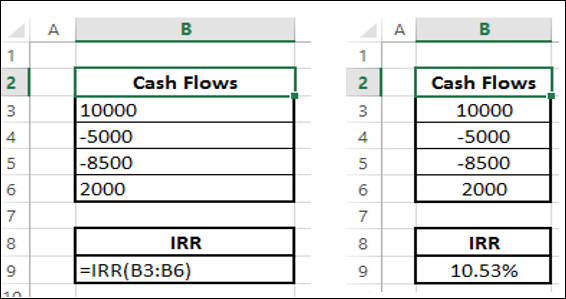 A B
1
2 Cash Flows
3 10000
4 -5000
5 -8500
6 2000
7
8 IRR
9 =IRR(B3:B6)
10
A B
1
2 Cash Flows
3 10000
4 -5000
5 -8500
6 2000
7
8 IRR
9 10.53%